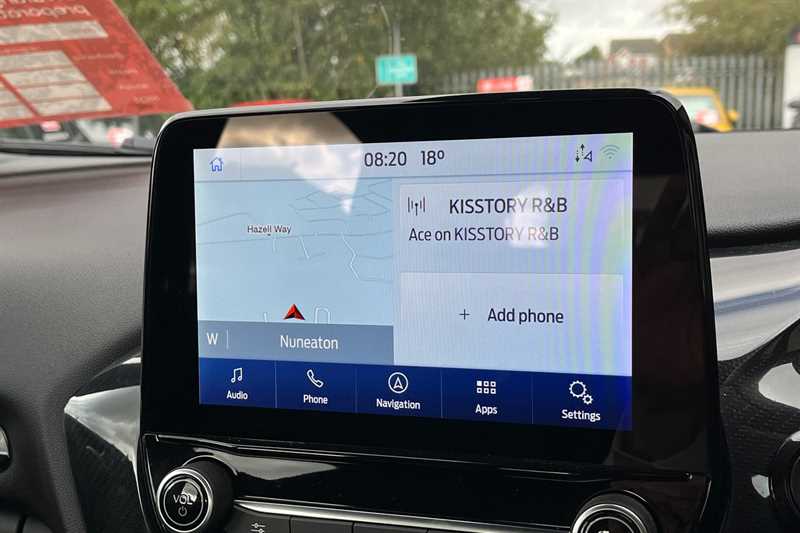 08:20 18°
KISSTORY R&B
Ace on KISSTORY R&B
Hazell Way
+ Add phone
W Nuneaton
Audio
Phone
Navigation
Apps
Settings
VOL